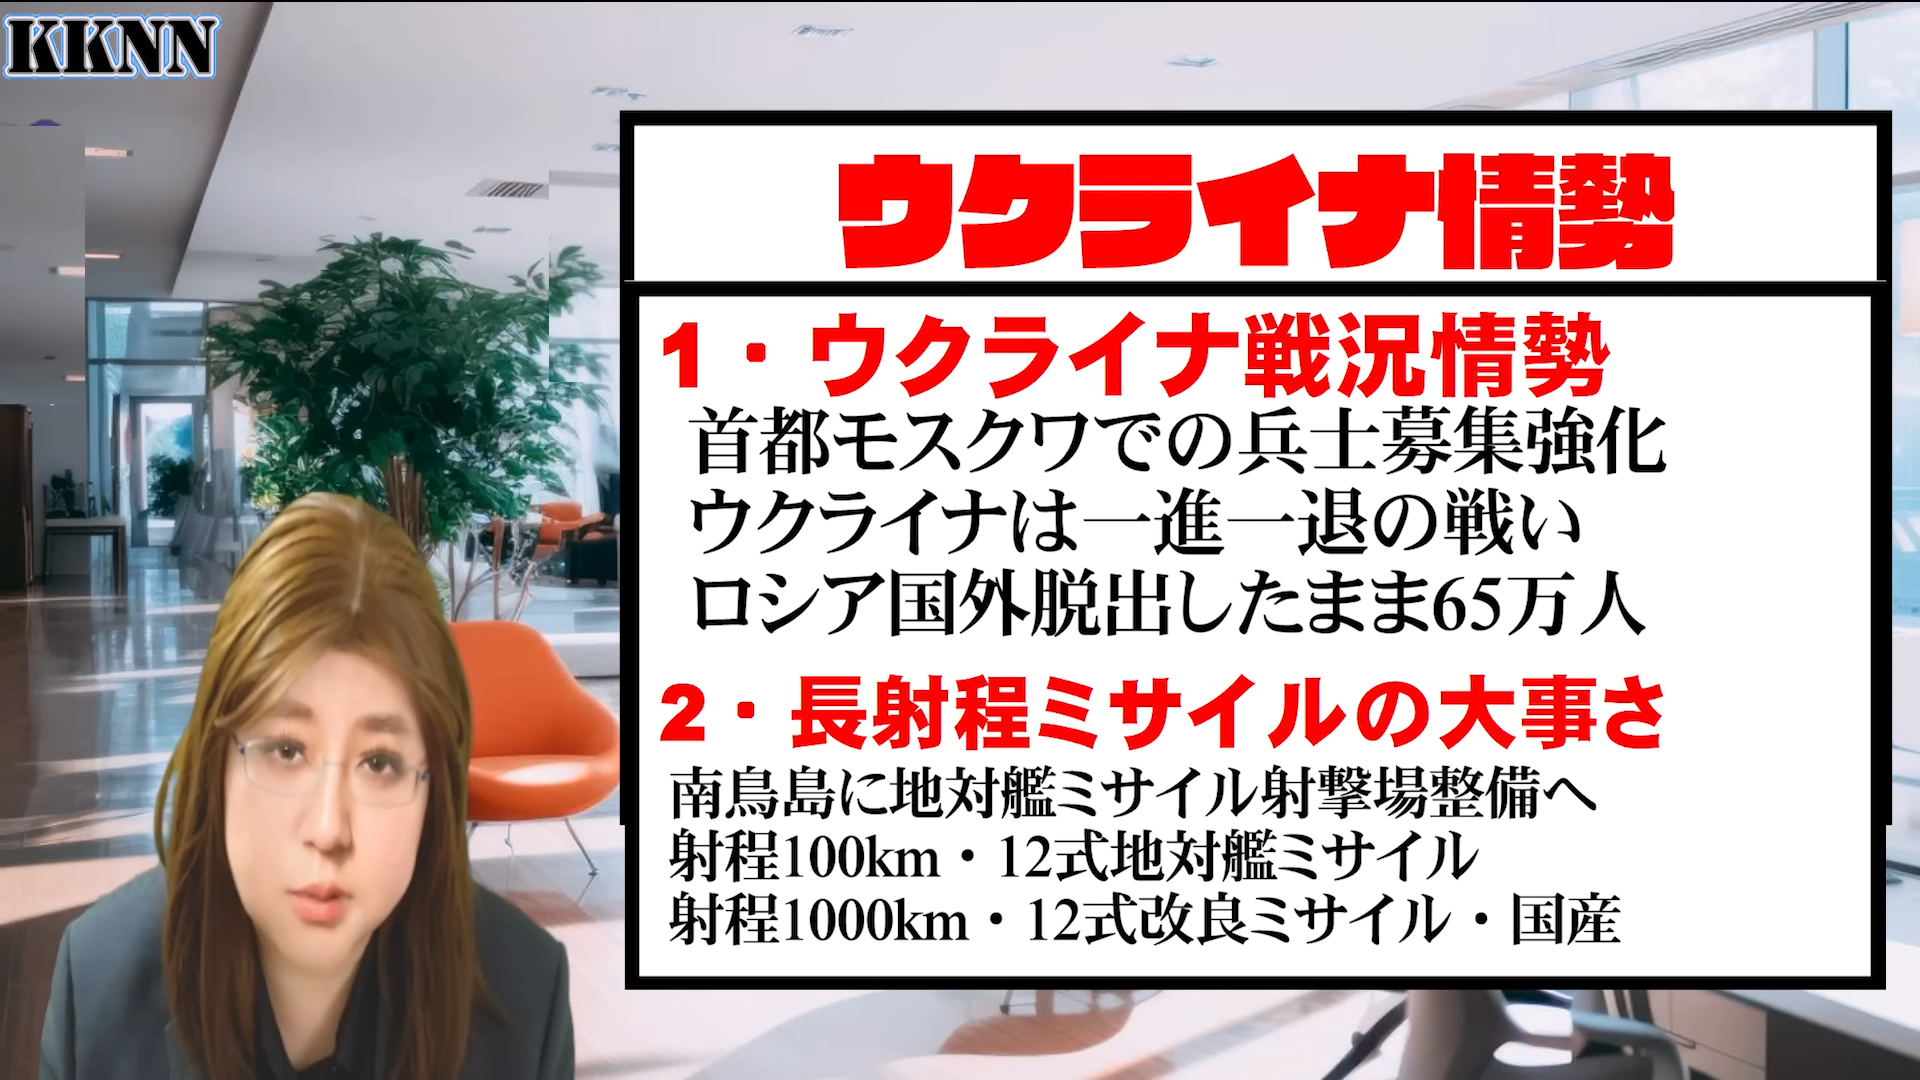 KKNN
ウクライナ情勢
1・ウクライナ戦況情勢
首都モスクワでの兵士募集強化
ウクライナは一進一退の戦い
ロシア国外脱出したまま65万人
2・長射程ミサイルの大事さ
南鳥島に地対艦ミサイル射撃場整備へ
射程100km・12式地対艦ミサイル
射程1000km・12式改良ミサイル・国産